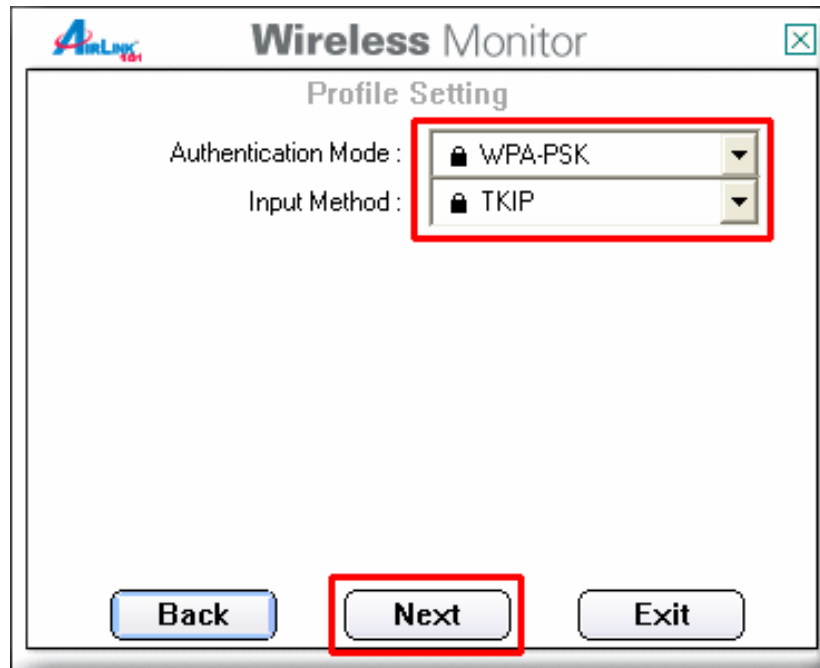 AIRLINK 101 Wireless Monitor
Profile Setting
Authentication Mode : WPA-PSK
Input Method : TKIP
Back Next Exit